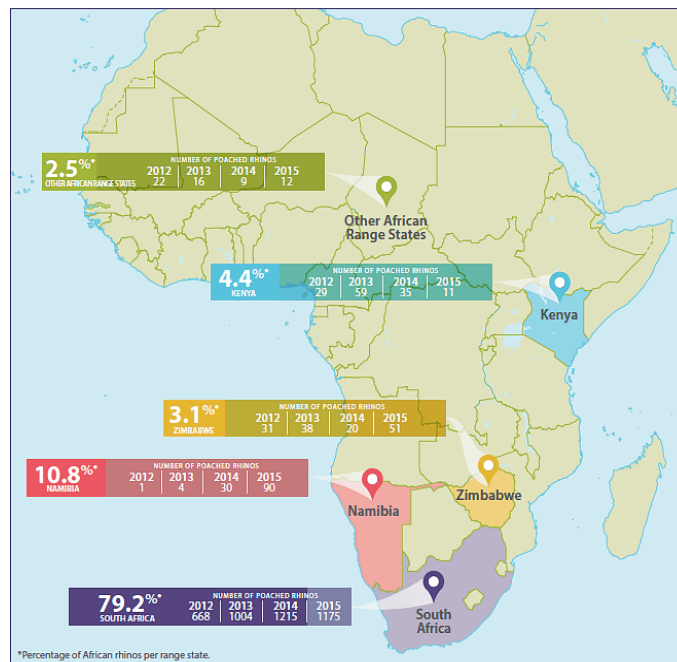 2.5%*
OTHER AFRICAN RANGE STATES
NUMBER OF POACHED RHINOS
2012 2013 2014 2015
22 16 9 12
Other African
Range States
4.4%*
KENYA
NUMBER OF POACHED RHINOS
2012 2013 2014 2015
29 59 35 11
Kenya
3.1%*
ZIMBABWE
NUMBER OF POACHED RHINOS
2012 2013 2014 2015
31 38 20 51
Zimbabwe
10.8%*
NAMIBIA
NUMBER OF POACHED RHINOS
2012 2013 2014 2015
1 4 30 90
Namibia
79.2%*
SOUTH AFRICA
NUMBER OF POACHED RHINOS
2012 2013 2014 2015
668 1004 1215 1175
South
Africa
*Percentage of African rhinos per range state.